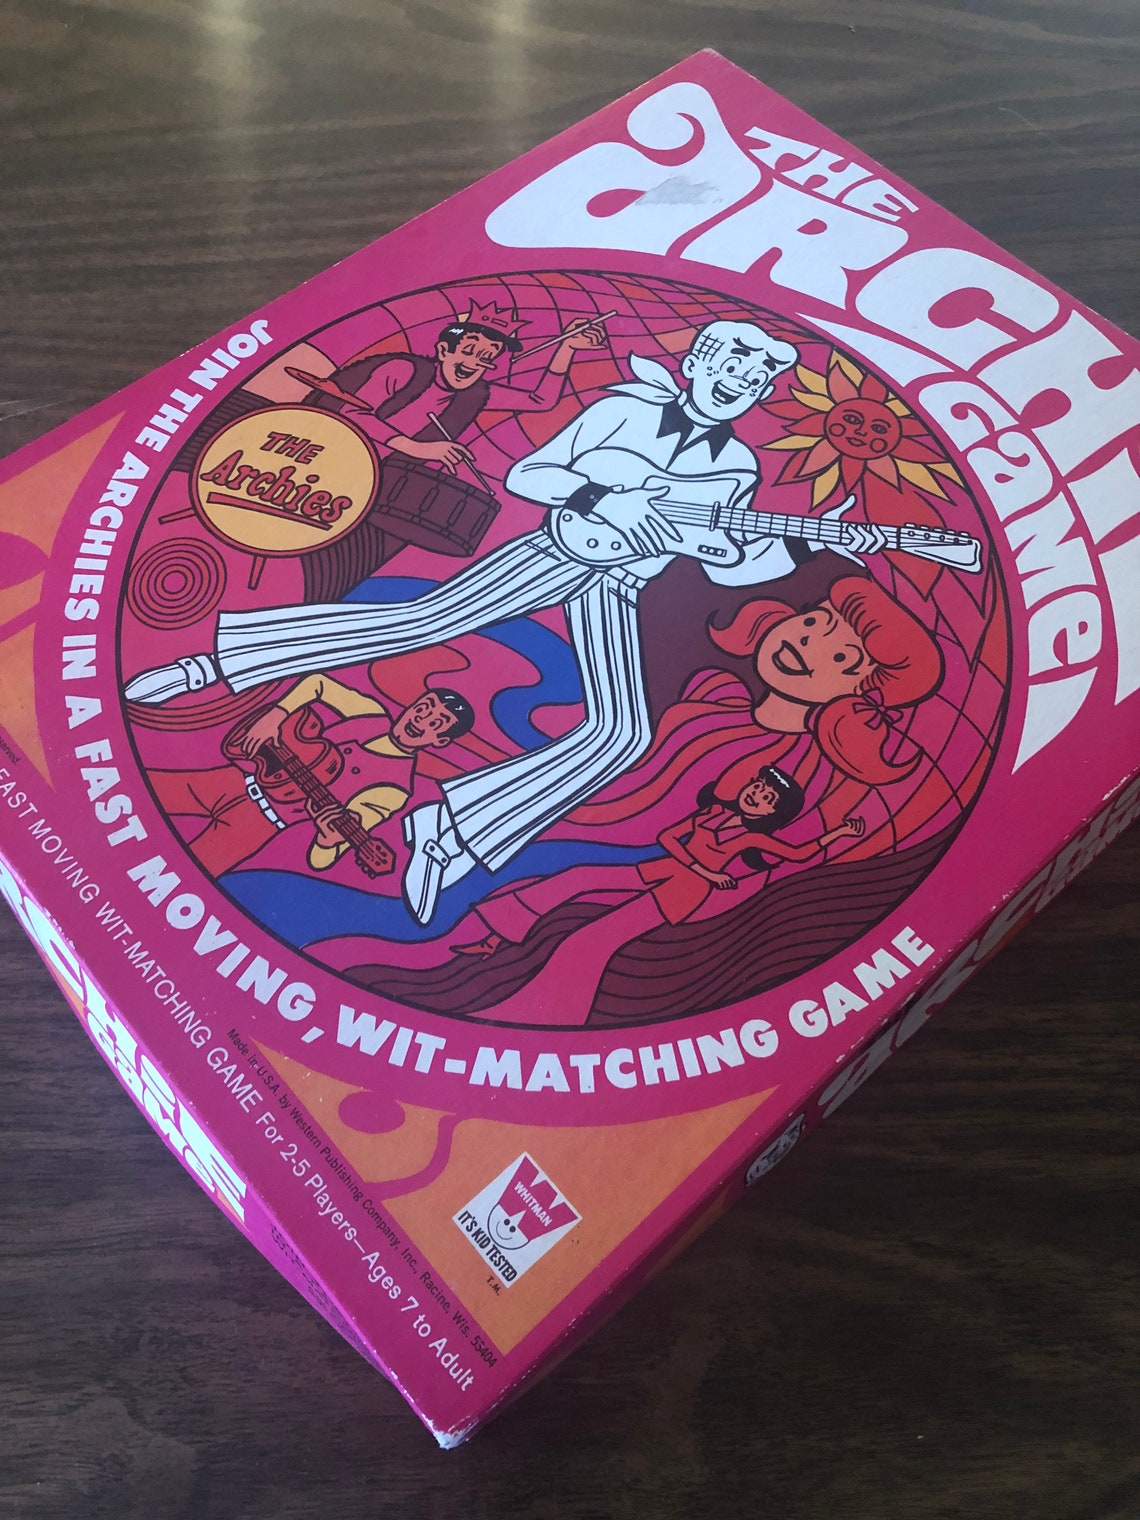 THE
ARCHIE
Game
THE
Archies
JOIN THE ARCHIES IN A FAST MOVING, WIT-MATCHING GAME
WHITMAN
IT'S KID TESTED
T.M.
Made in U.S.A. by Western Publishing Company, Inc., Racine, Wis. 53404
FAST MOVING WIT-MATCHING GAME For 2-5 Players—Ages 7 to Adult
Game